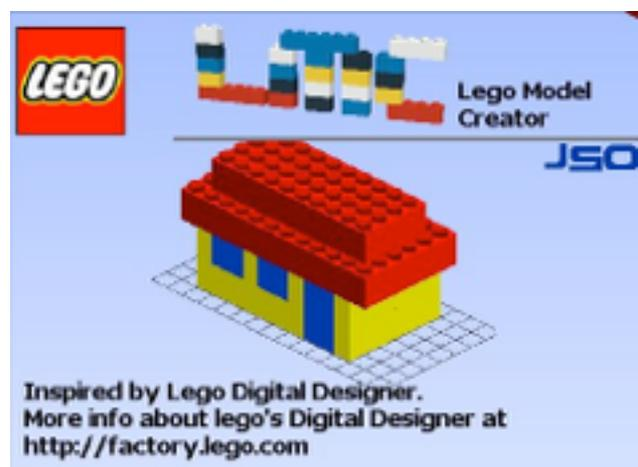 LEGO
LMC
Lego Model
Creator
JSO
Inspired by Lego Digital Designer.
More info about lego's Digital Designer at
http://factory.lego.com